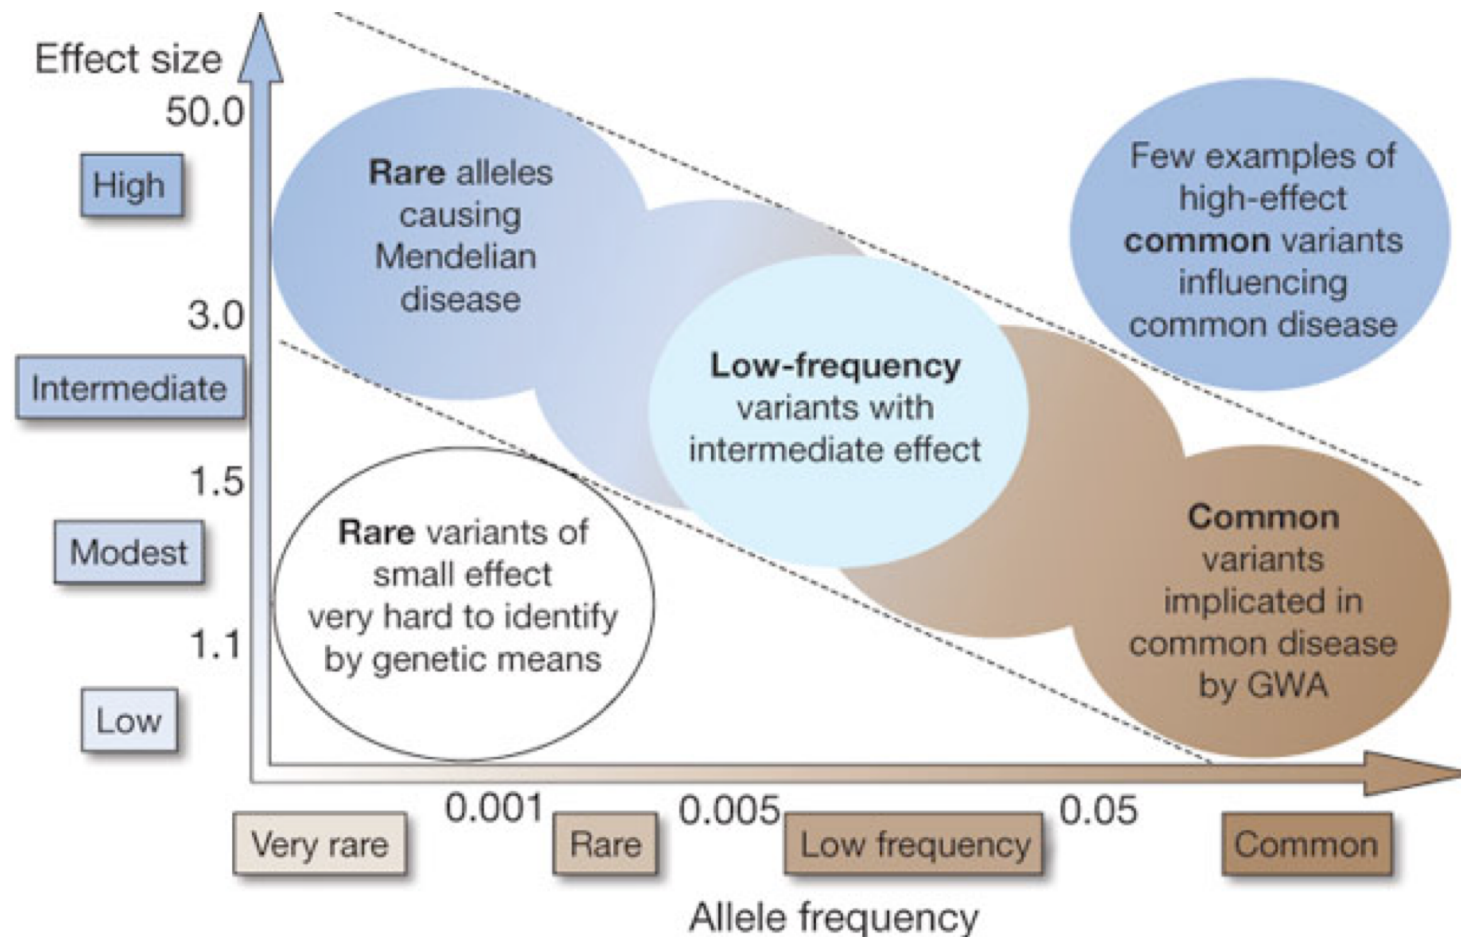 Effect size
50.0
High
3.0
Intermediate
1.5
Modest
1.1
Low
Rare alleles
causing
Mendelian
disease
Few examples of
high-effect
common variants
influencing
common disease
Low-frequency
variants with
intermediate effect
Rare variants of
small effect
very hard to identify
by genetic means
Common
variants
implicated in
common disease
by GWA
0.001
0.005
0.05
Very rare
Rare
Low frequency
Common
Allele frequency